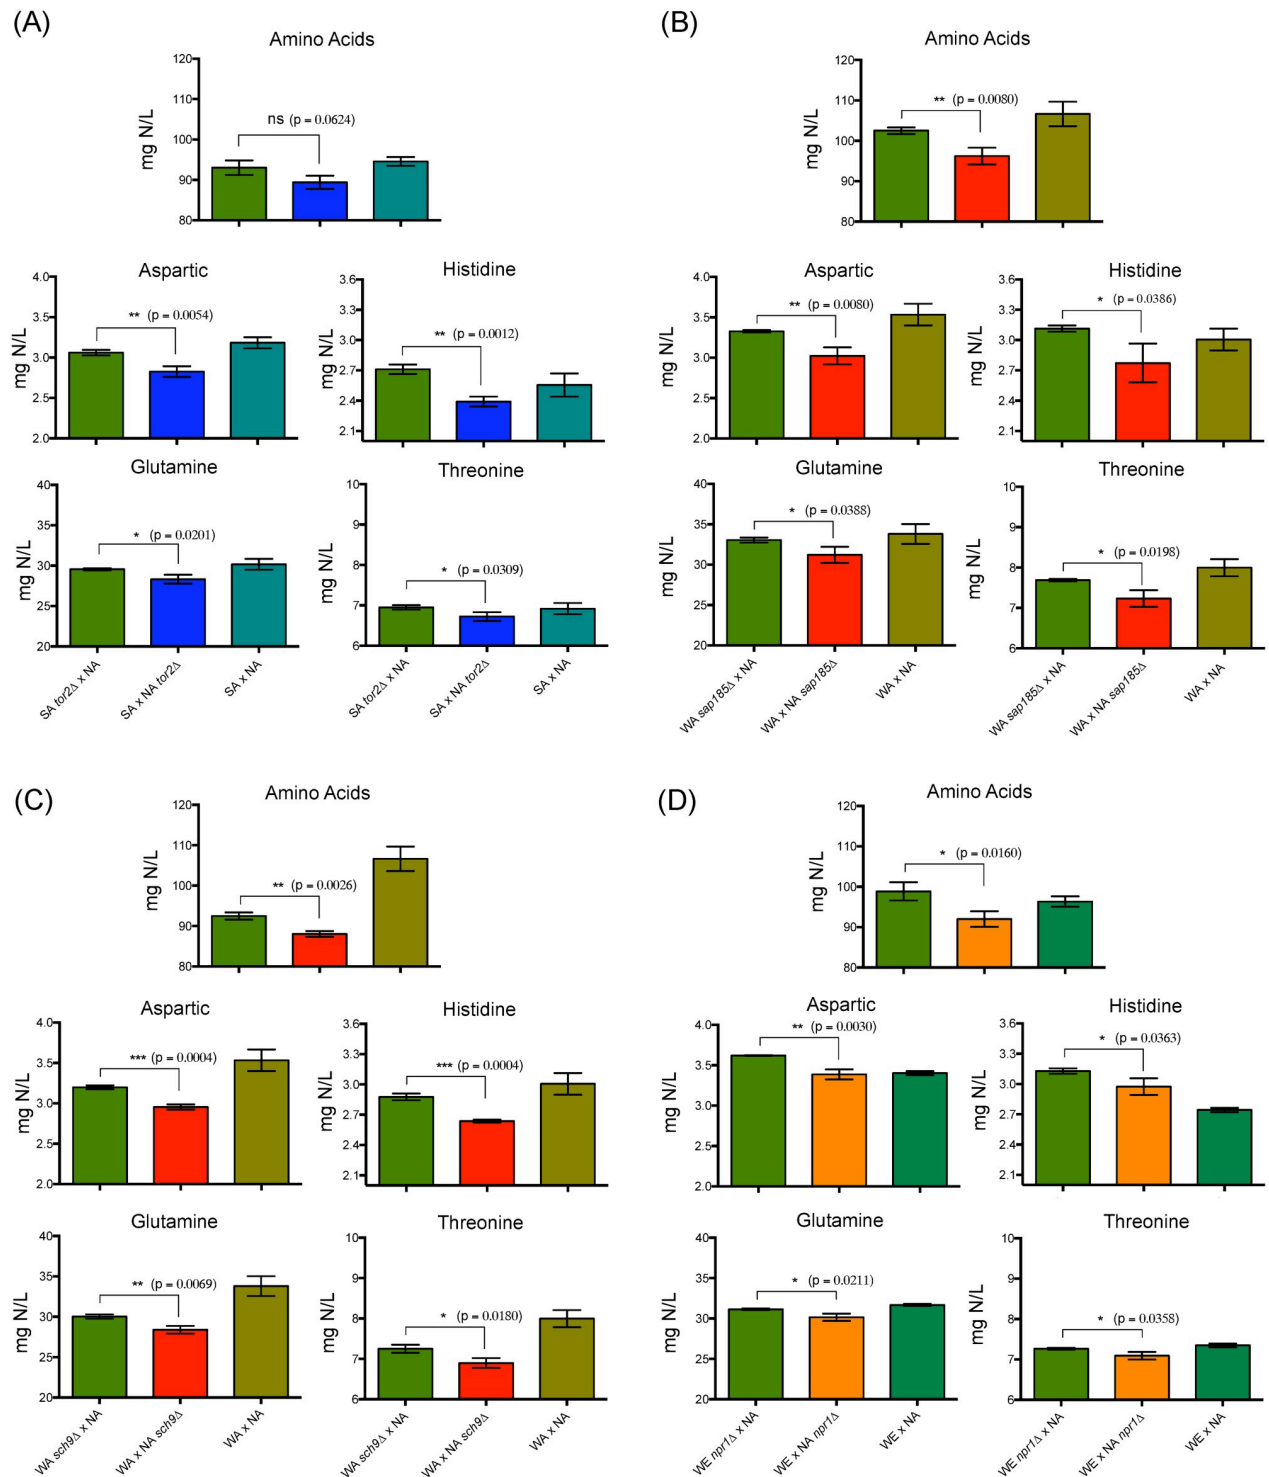 (A)
Amino Acids
mg N/L
120
110
100
90
80
ns (p = 0.0624)
Aspartic
mg N/L
4.0
3.5
3.0
2.5
2.0
** (p = 0.0054)
Histidine
mg N/L
3.6
3.3
3.0
2.7
2.4
2.1
** (p = 0.0012)
Glutamine
mg N/L
40
35
30
25
20
* (p = 0.0201)
SA tor2Δ x NA
SA x NA tor2Δ
SA x NA
Threonine
mg N/L
10
9
8
7
6
* (p = 0.0309)
SA tor2Δ x NA
SA x NA tor2Δ
SA x NA
(B)
Amino Acids
mg N/L
120
110
100
90
80
** (p = 0.0080)
Aspartic
mg N/L
4.0
3.5
3.0
2.5
2.0
** (p = 0.0080)
Histidine
mg N/L
3.6
3.3
3.0
2.7
2.4
2.1
* (p = 0.0386)
Glutamine
mg N/L
40
35
30
25
20
* (p = 0.0388)
WA sap185Δ x NA
WA x NA sap185Δ
WA x NA
Threonine
mg N/L
10
9
8
7
6
* (p = 0.0198)
WA sap185Δ x NA
WA x NA sap185Δ
WA x NA
(C)
Amino Acids
mg N/L
120
110
100
90
80
** (p = 0.0026)
Aspartic
mg N/L
4.0
3.5
3.0
2.5
2.0
*** (p = 0.0004)
Histidine
mg N/L
3.6
3.3
3.0
2.7
2.4
2.1
*** (p = 0.0004)
Glutamine
mg N/L
40
35
30
25
20
** (p = 0.0069)
WA sch9Δ x NA
WA x NA sch9Δ
WA x NA
Threonine
mg N/L
10
9
8
7
6
* (p = 0.0180)
WA sch9Δ x NA
WA x NA sch9Δ
WA x NA
(D)
Amino Acids
mg N/L
120
110
100
90
80
* (p = 0.0160)
Aspartic
mg N/L
4.0
3.5
3.0
2.5
2.0
** (p = 0.0030)
Histidine
mg N/L
3.6
3.3
3.0
2.7
2.4
2.1
* (p = 0.0363)
Glutamine
mg N/L
40
35
30
25
20
* (p = 0.0211)
WE npr1Δ x NA
WE x NA npr1Δ
WE x NA
Threonine
mg N/L
10
9
8
7
6
* (p = 0.0358)
WE npr1Δ x NA
WE x NA npr1Δ
WE x NA